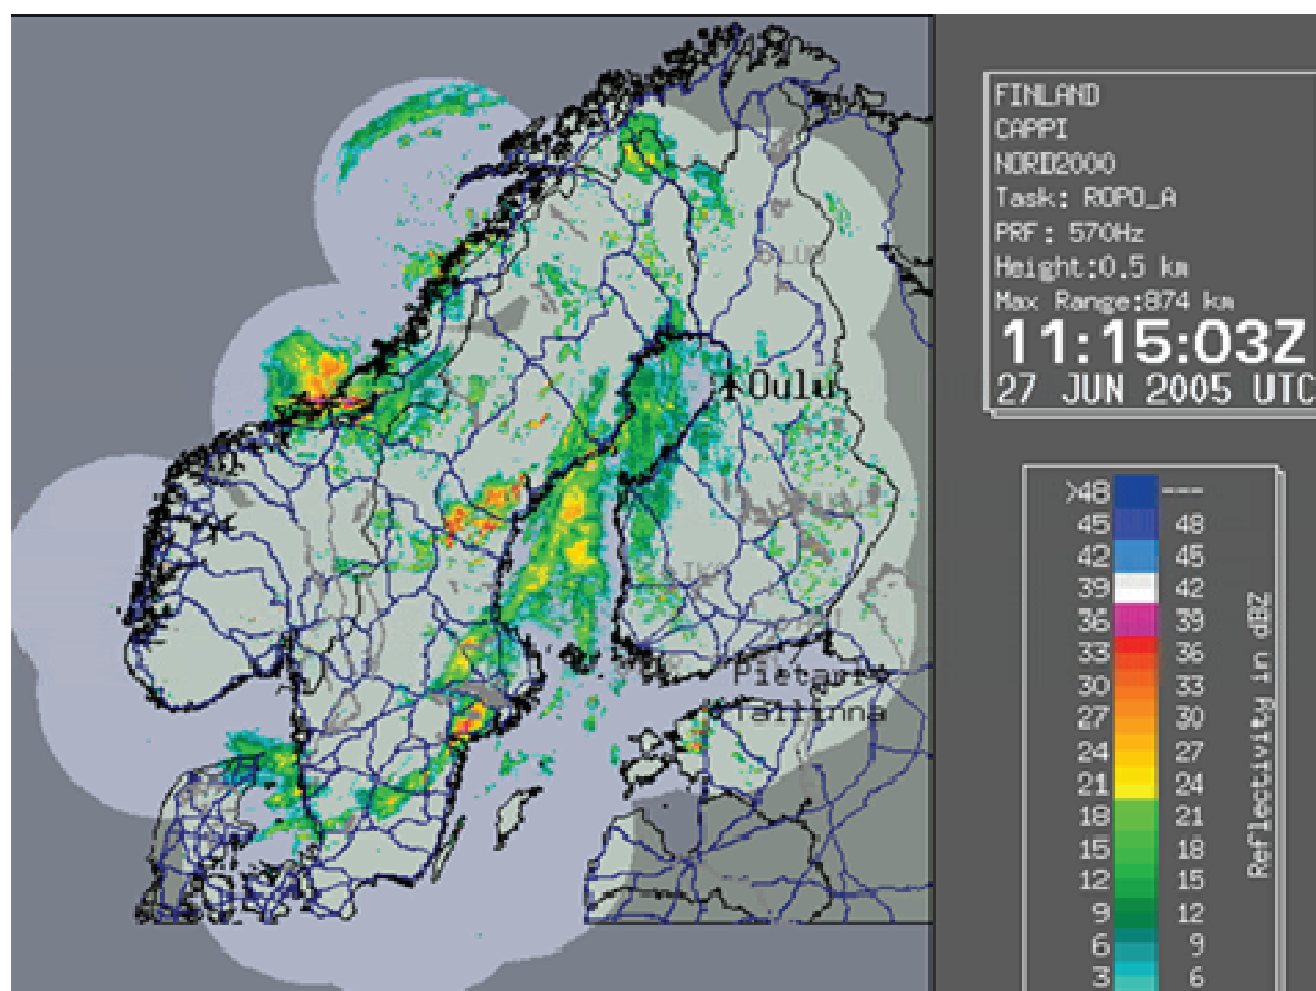 FINLAND
CAPPI
NORD2000
Task: ROPO_A
PRF: 570Hz
Height:0.5 km
Max Range:874 km
11:15:03Z
27 JUN 2005 UTC
Oulu
Tallinna
>48 ---
45 48
42 45
39 42
36 39
33 36
30 33
27 30
24 27
21 24
18 21
15 18
12 15
9 12
6 9
3 6
Reflectivity in dBZ